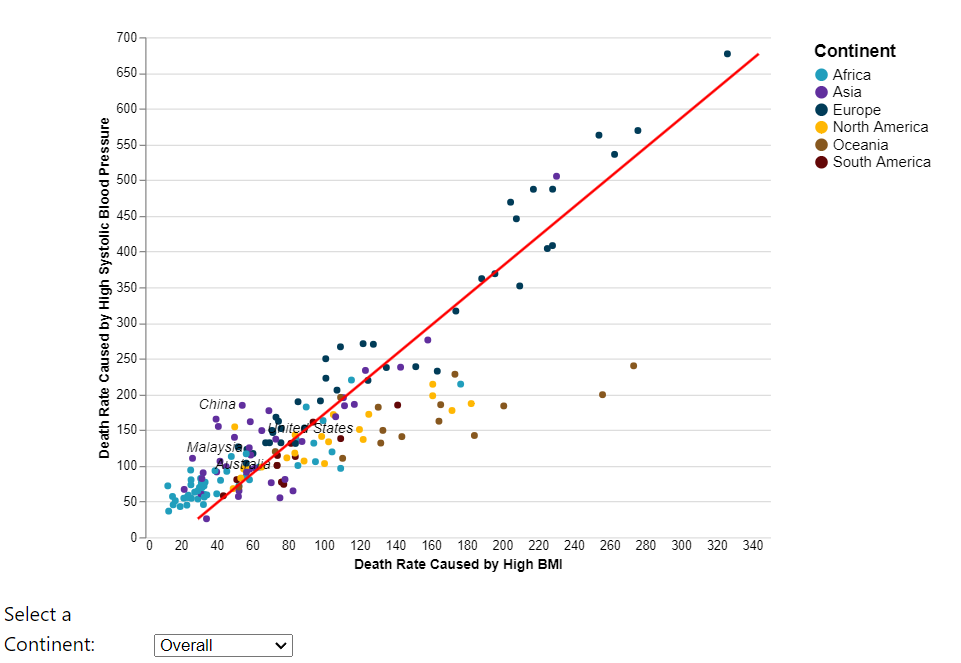 Death Rate Caused by High Systolic Blood Pressure
700
650
600
550
500
450
400
350
300
250
200
150
100
50
0
China
United States
Malaysia
Australia
0 20 40 60 80 100 120 140 160 180 200 220 240 260 280 300 320 340
Death Rate Caused by High BMI
Continent
Africa
Asia
Europe
North America
Oceania
South America
Select a
Continent: Overall